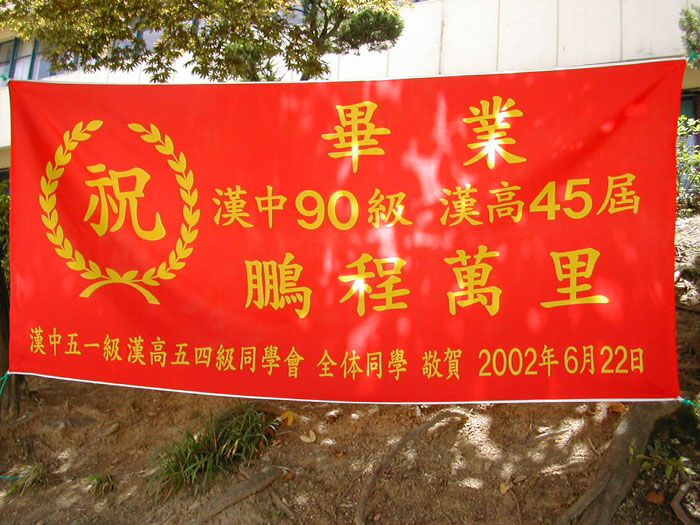 祝
畢業
漢中90級 漢高45屆
鵬程萬里
漢中五一級漢高五四級同學會 全体同學 敬賀 2002年6月22日